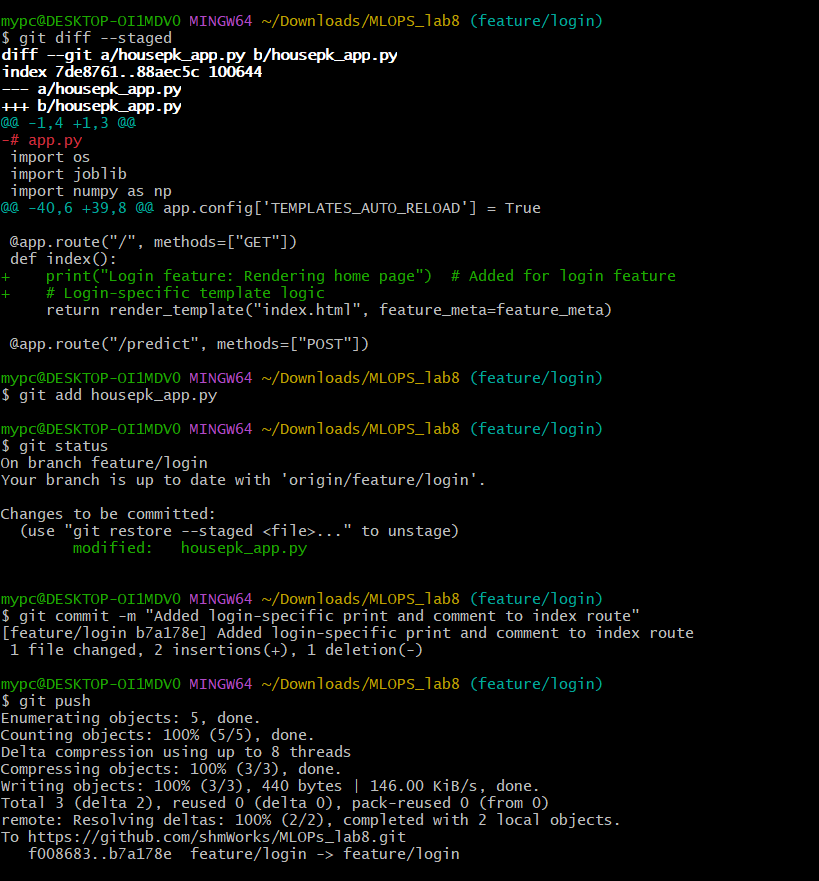 mypc@DESKTOP-OI1MDV0 MINGW64 ~/Downloads/MLOPS_lab8 (feature/login)
$ git diff --staged
diff --git a/housepk_app.py b/housepk_app.py
index 7de8761..88aec5c 100644
--- a/housepk_app.py
+++ b/housepk_app.py
@@ -1,4 +1,3 @@
-# app.py
 import os
 import joblib
 import numpy as np
@@ -40,6 +39,8 @@ app.config['TEMPLATES_AUTO_RELOAD'] = True

 @app.route("/", methods=["GET"])
 def index():
+    print("Login feature: Rendering home page")  # Added for login feature
+    # Login-specific template logic
     return render_template("index.html", feature_meta=feature_meta)

 @app.route("/predict", methods=["POST"])

mypc@DESKTOP-OI1MDV0 MINGW64 ~/Downloads/MLOPS_lab8 (feature/login)
$ git add housepk_app.py

mypc@DESKTOP-OI1MDV0 MINGW64 ~/Downloads/MLOPS_lab8 (feature/login)
$ git status
On branch feature/login
Your branch is up to date with 'origin/feature/login'.

Changes to be committed:
  (use "git restore --staged <file>..." to unstage)
        modified:   housepk_app.py

mypc@DESKTOP-OI1MDV0 MINGW64 ~/Downloads/MLOPS_lab8 (feature/login)
$ git commit -m "Added login-specific print and comment to index route"
[feature/login b7a178e] Added login-specific print and comment to index route
 1 file changed, 2 insertions(+), 1 deletion(-)

mypc@DESKTOP-OI1MDV0 MINGW64 ~/Downloads/MLOPS_lab8 (feature/login)
$ git push
Enumerating objects: 5, done.
Counting objects: 100% (5/5), done.
Delta compression using up to 8 threads
Compressing objects: 100% (3/3), done.
Writing objects: 100% (3/3), 440 bytes | 146.00 KiB/s, done.
Total 3 (delta 2), reused 0 (delta 0), pack-reused 0 (from 0)
remote: Resolving deltas: 100% (2/2), completed with 2 local objects.
To https://github.com/shmWorks/MLOPs_lab8.git
   f008683..b7a178e  feature/login -> feature/login